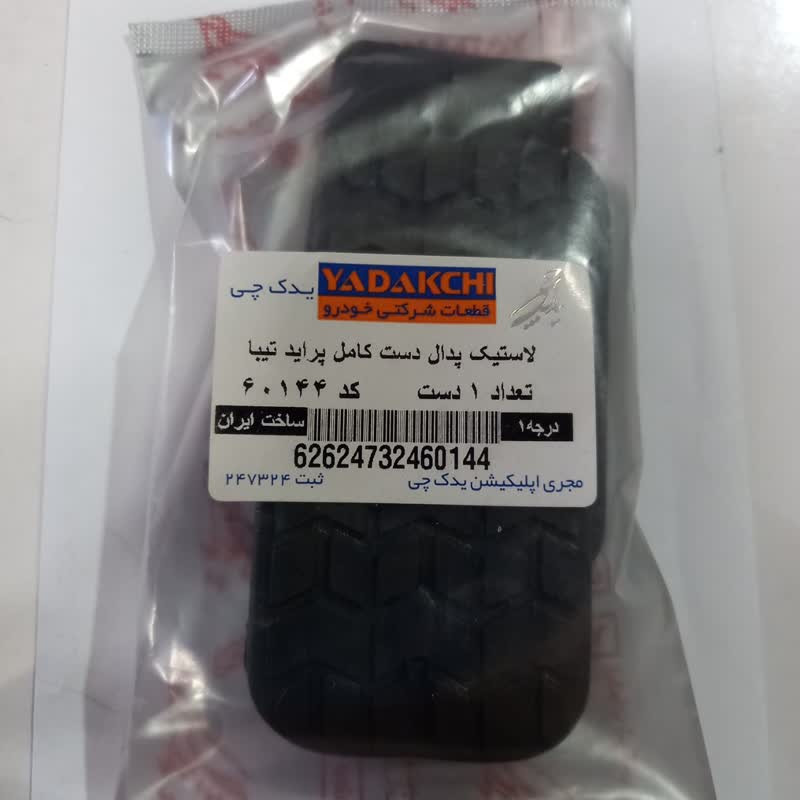 یدک چی YADAKCHI
قطعات شرکتی خودرو
لاستیک پدال دست کامل پراید تیبا
تعداد ۱ دست کد ۶۰۱۴۴
درجه۱ ساخت ایران
62624732460144
مجری اپلیکیشن یدک چی ثبت ۲۴۷۳۲۴